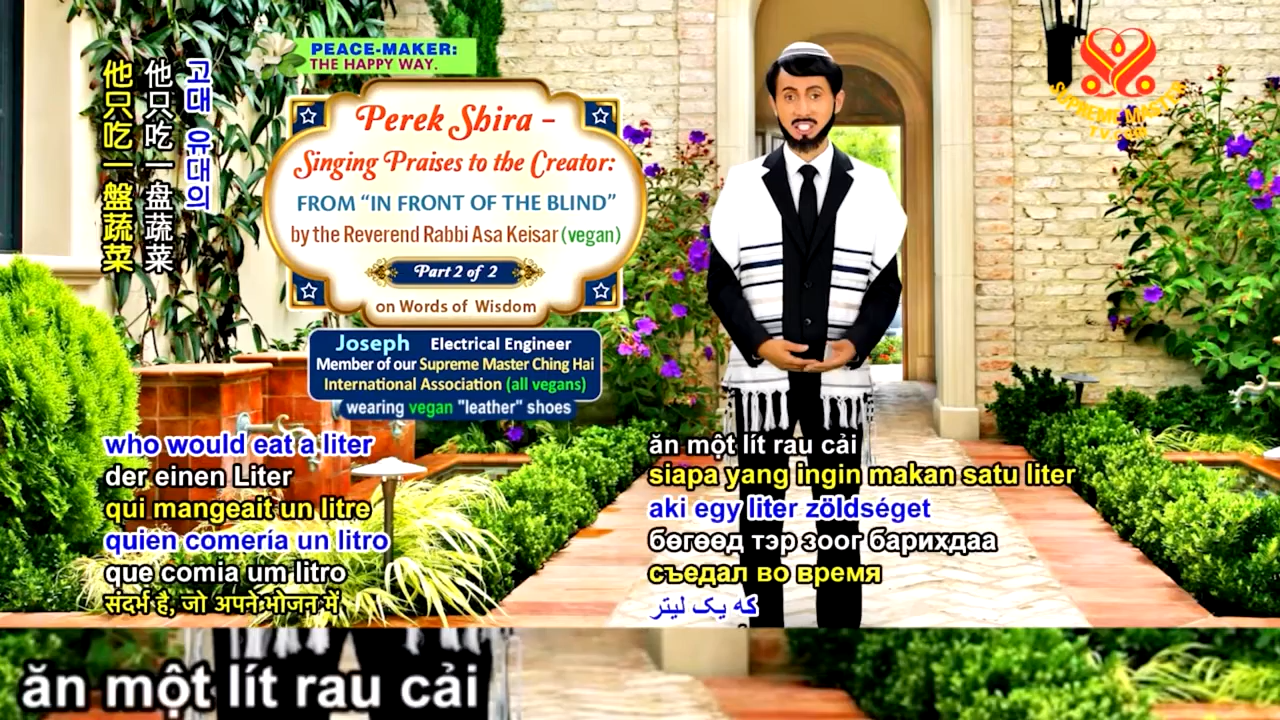 PEACE-MAKER:
THE HAPPY WAY.
Perek Shira –
Singing Praises to the Creator:
FROM “IN FRONT OF THE BLIND”
by the Reverend Rabbi Asa Keisar (vegan)
Part 2 of 2
on Words of Wisdom
Joseph Electrical Engineer
Member of our Supreme Master Ching Hai
International Association (all vegans)
wearing vegan "leather" shoes
고대 유대의
他只吃一盘蔬菜
他只吃一盤蔬菜
SUPREME MASTER
TV.COM
who would eat a liter
der einen Liter
qui mangeait un litre
quien comería un litro
que comia um litro
संदर्भ है, जो अपने भोजन में
ăn một lít rau cải
siapa yang ingin makan satu liter
aki egy liter zöldséget
бөгөөд тэр зоог барихдаа
съедал во время
که یک لیتر
ăn một lít rau cải